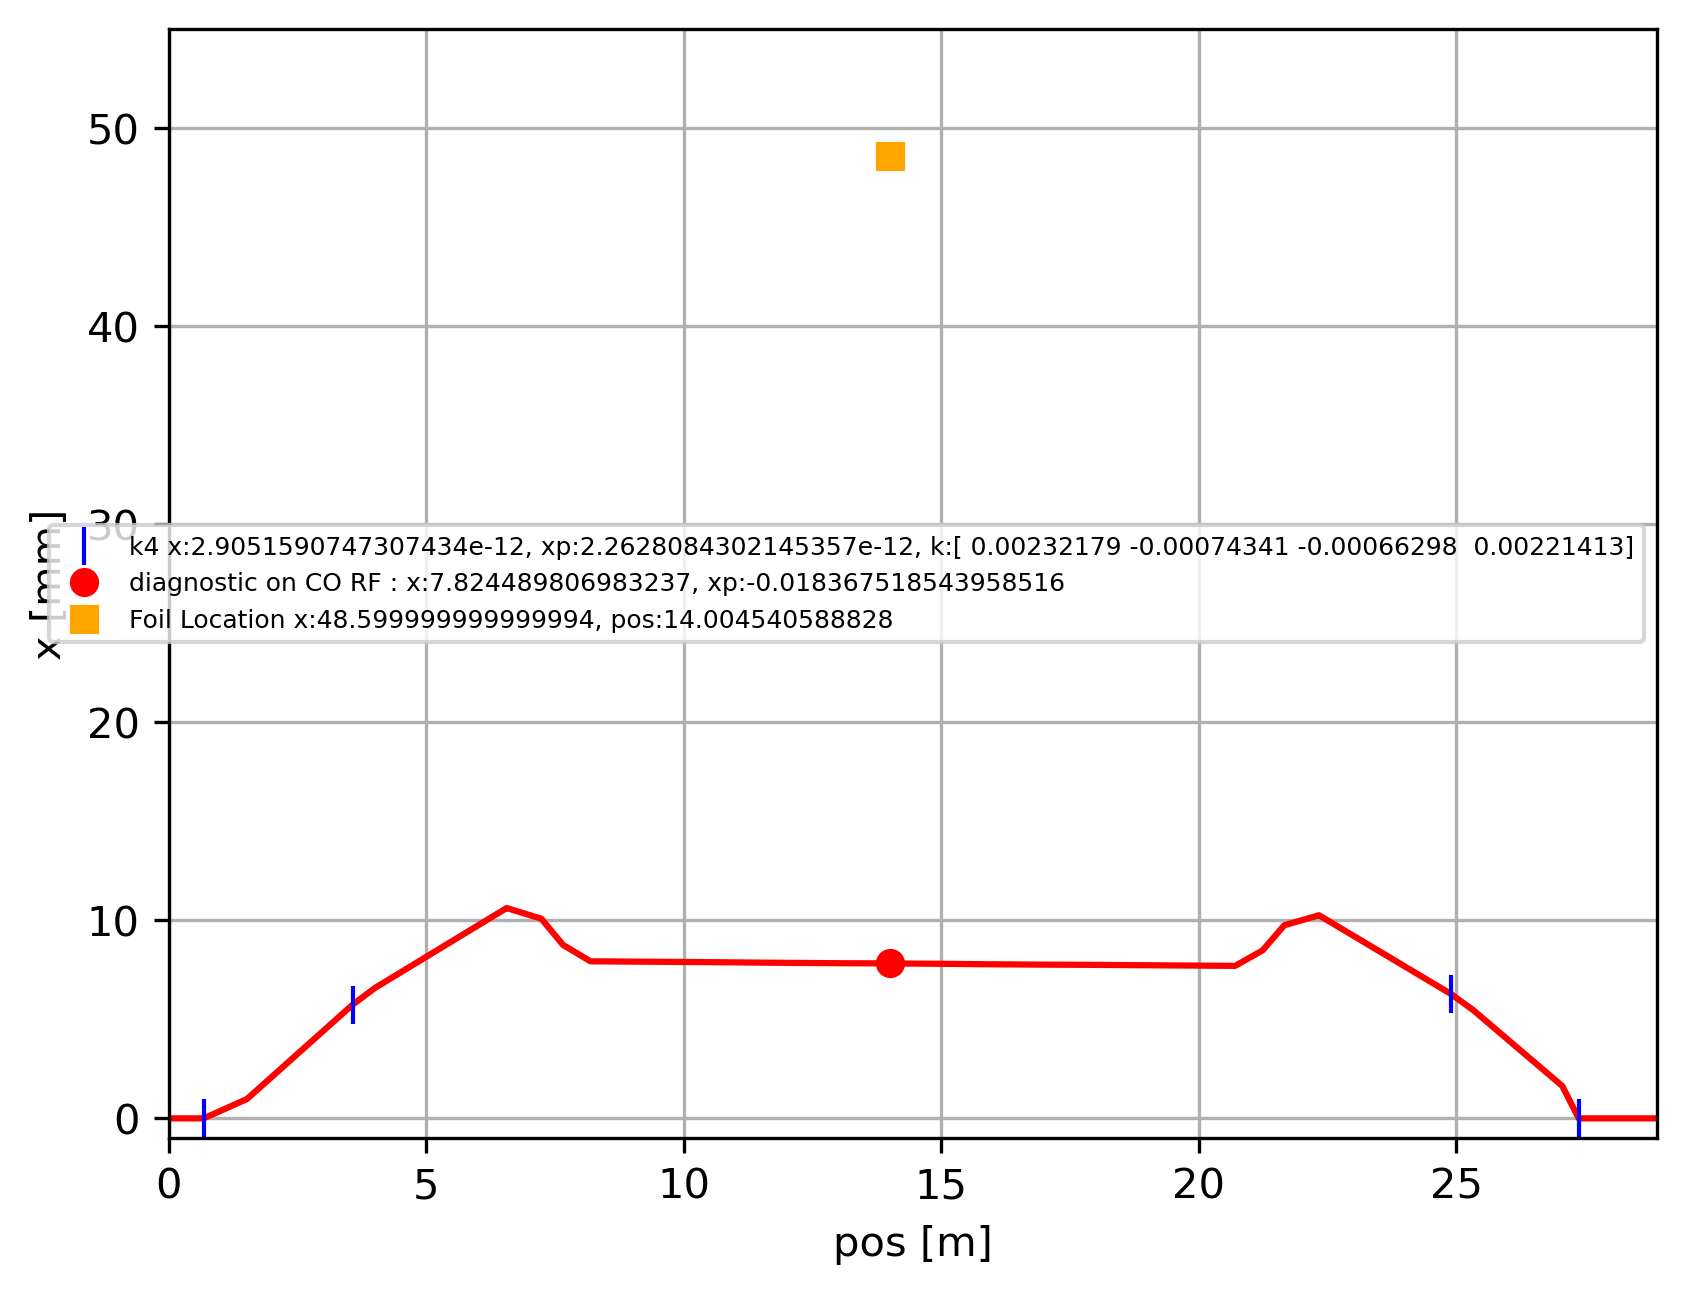 50
40
30
k4 x:2.9051590747307434e-12, xp:2.2628084302145357e-12, k:[ 0.00232179 -0.00074341 -0.00066298  0.00221413]
diagnostic on CO RF : x:7.824489806983237, xp:-0.018367518543958516
Foil Location x:48.599999999999994, pos:14.004540588828
x [mm]
20
10
0
0 5 10 15 20 25
pos [m]